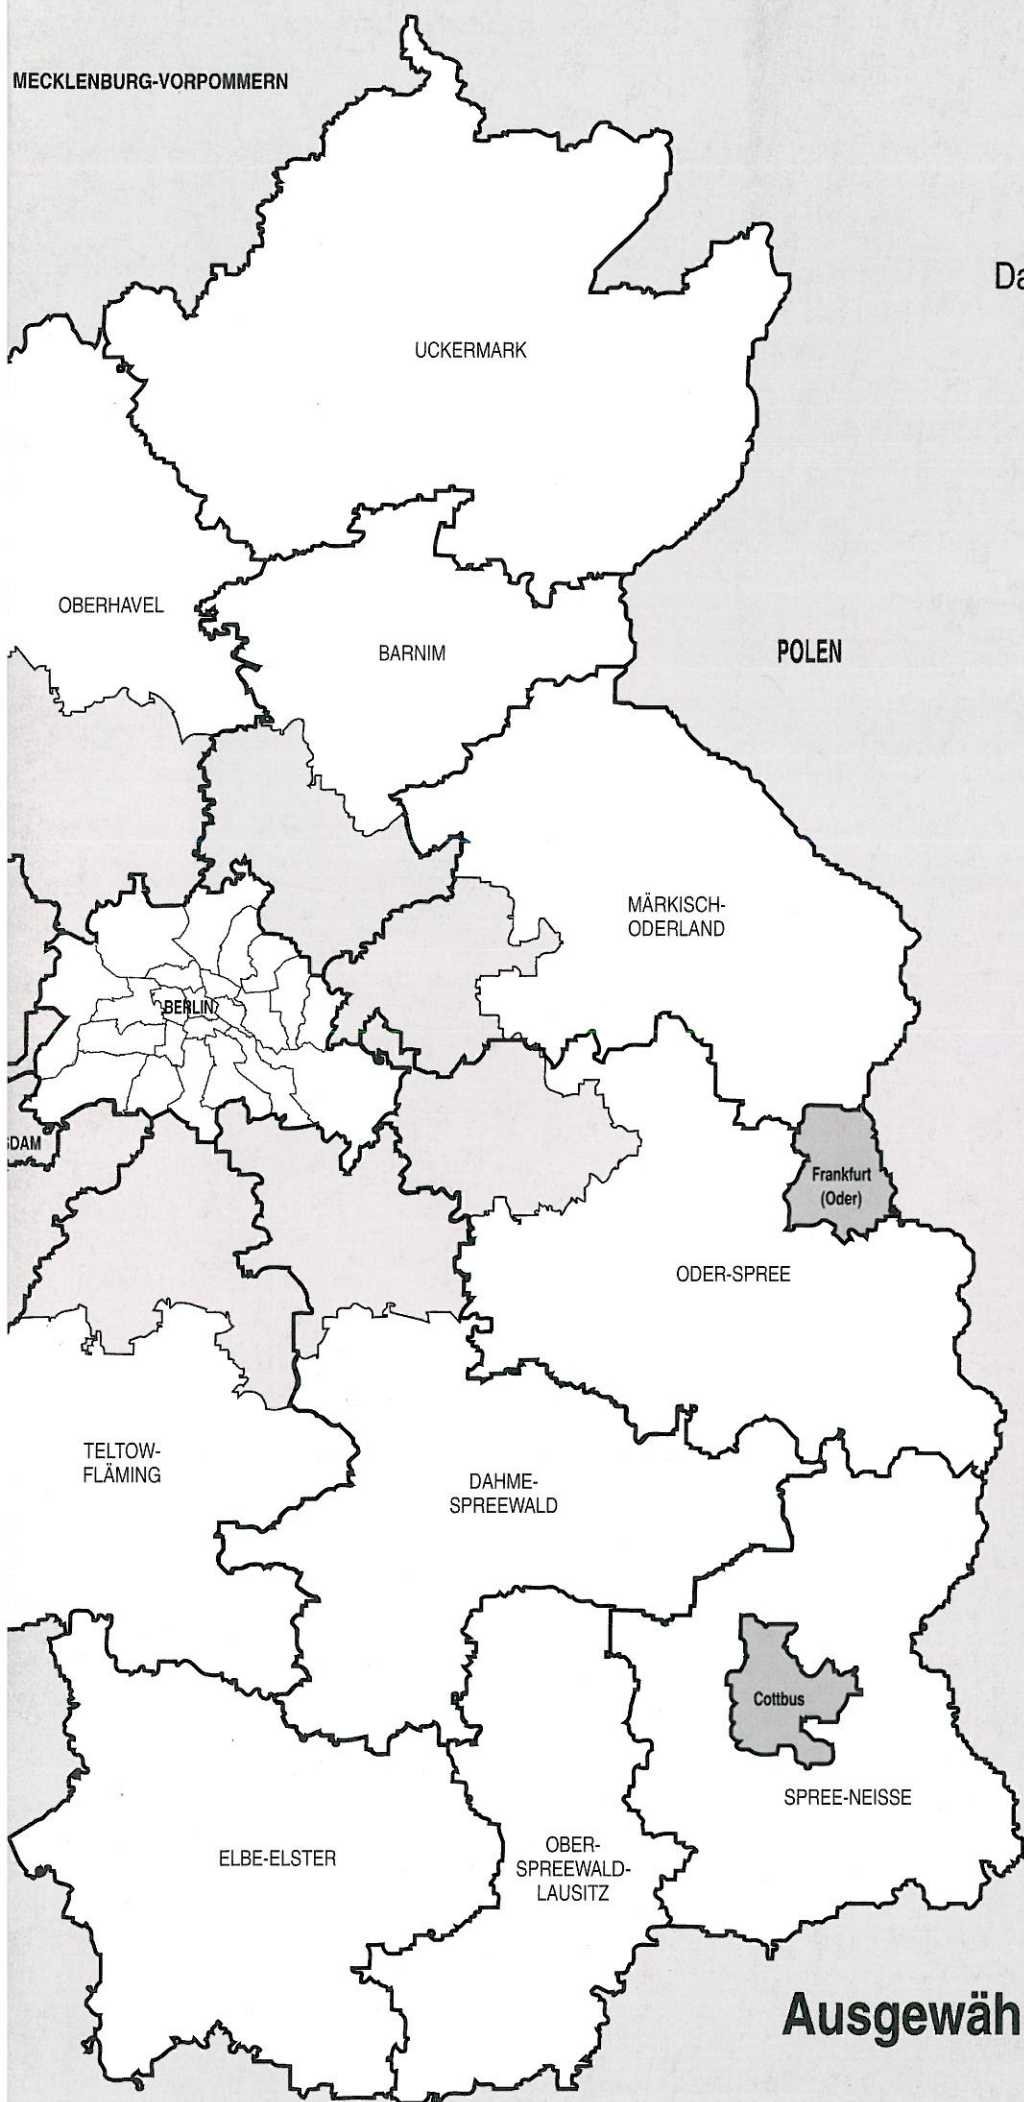 MECKLENBURG-VORPOMMERN
Da
UCKERMARK
OBERHAVEL
BARNIM
POLEN
MÄRKISCH-
ODERLAND
BERLIN
SDAM
Frankfurt
(Oder)
ODER-SPREE
TELTOW-
FLÄMING
DAHME-
SPREEWALD
Cottbus
SPREE-NEISSE
ELBE-ELSTER
OBER-
SPREEWALD-
LAUSITZ
Ausgewäh